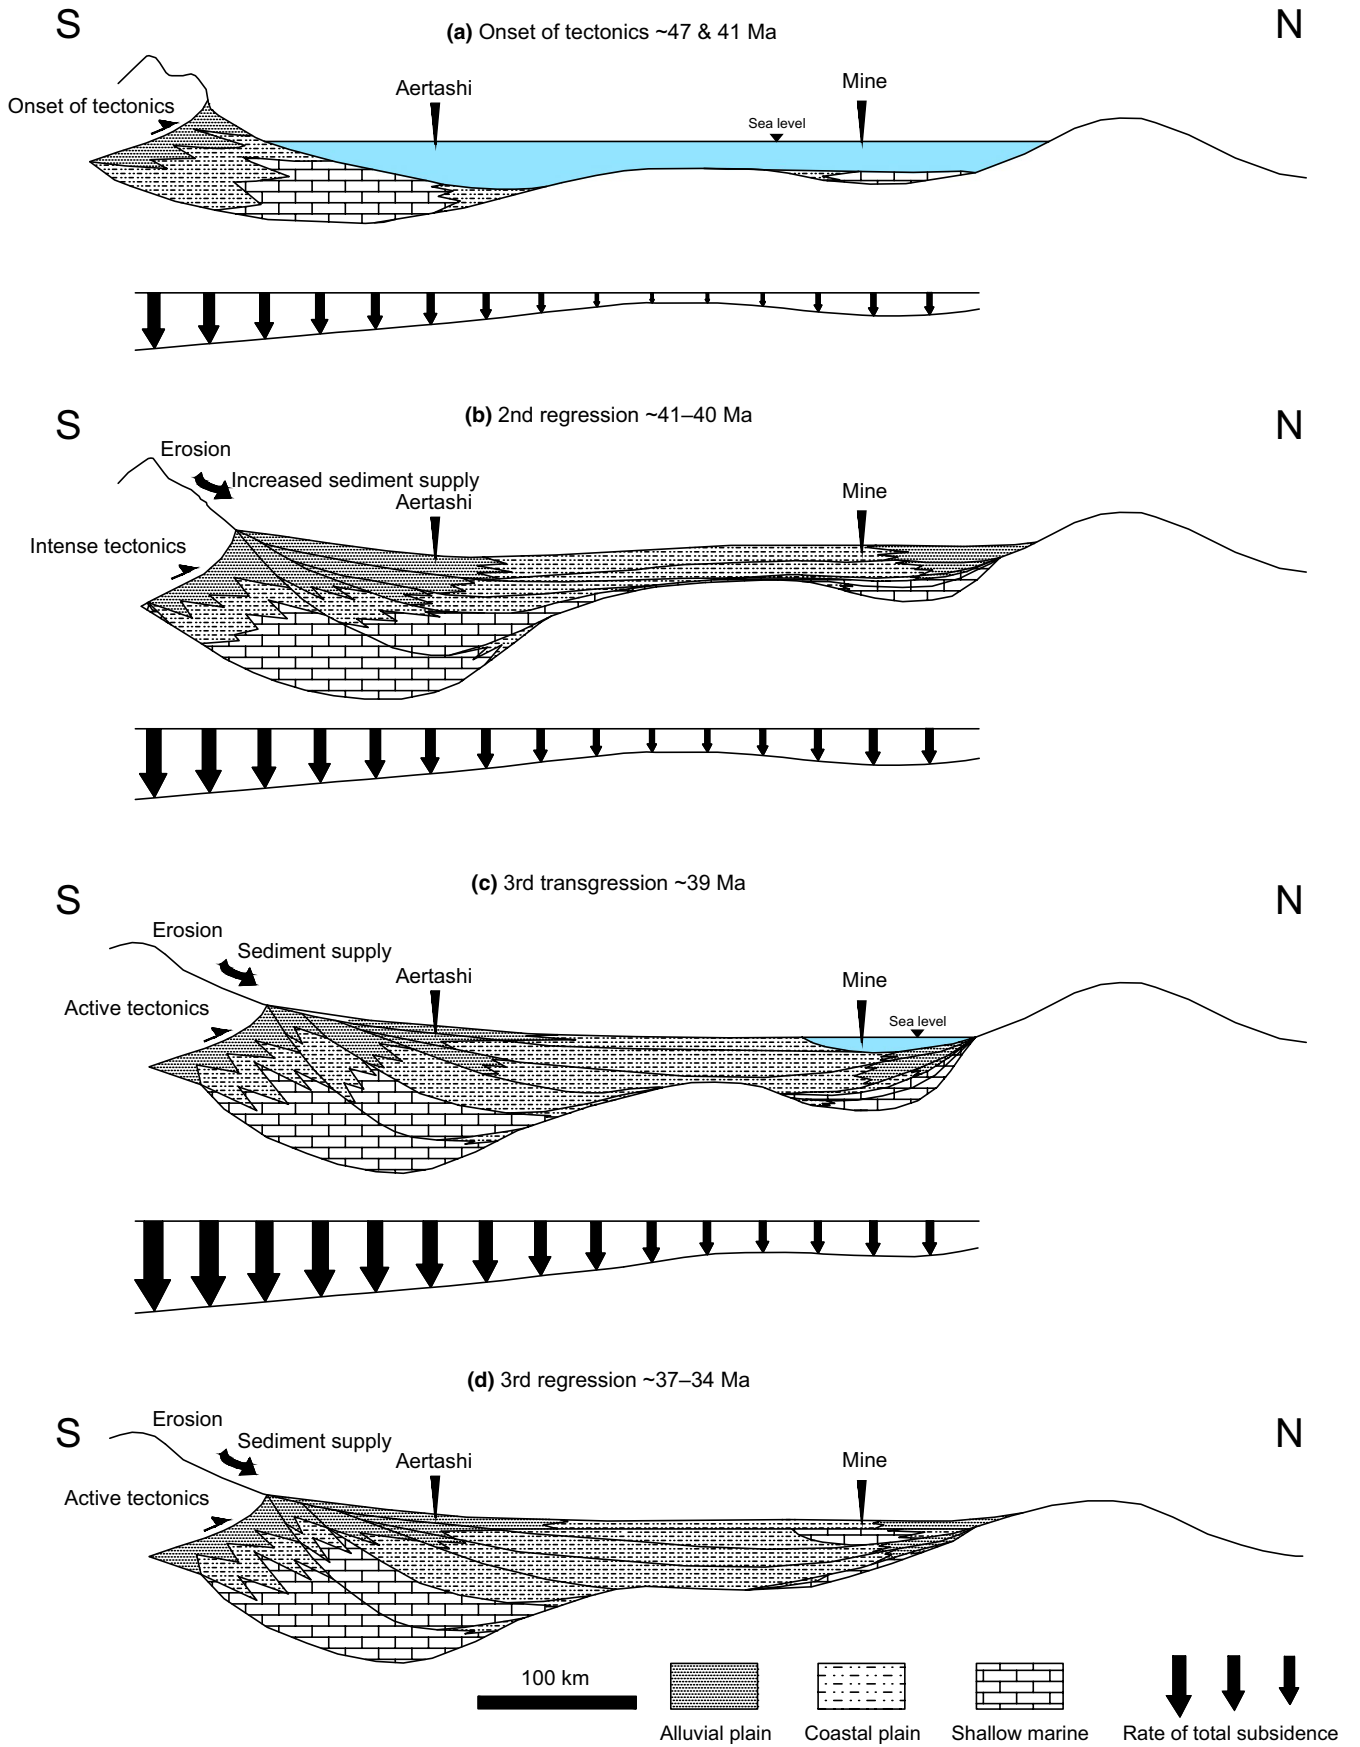 S
(a) Onset of tectonics ~47 & 41 Ma
N
Aertashi
Mine
Onset of tectonics
Sea level
S
(b) 2nd regression ~41–40 Ma
N
Erosion
Increased sediment supply
Aertashi
Mine
Intense tectonics
S
(c) 3rd transgression ~39 Ma
N
Erosion
Sediment supply
Aertashi
Mine
Active tectonics
Sea level
(d) 3rd regression ~37–34 Ma
S
N
Erosion
Sediment supply
Aertashi
Mine
Active tectonics
100 km
Alluvial plain
Coastal plain
Shallow marine
Rate of total subsidence